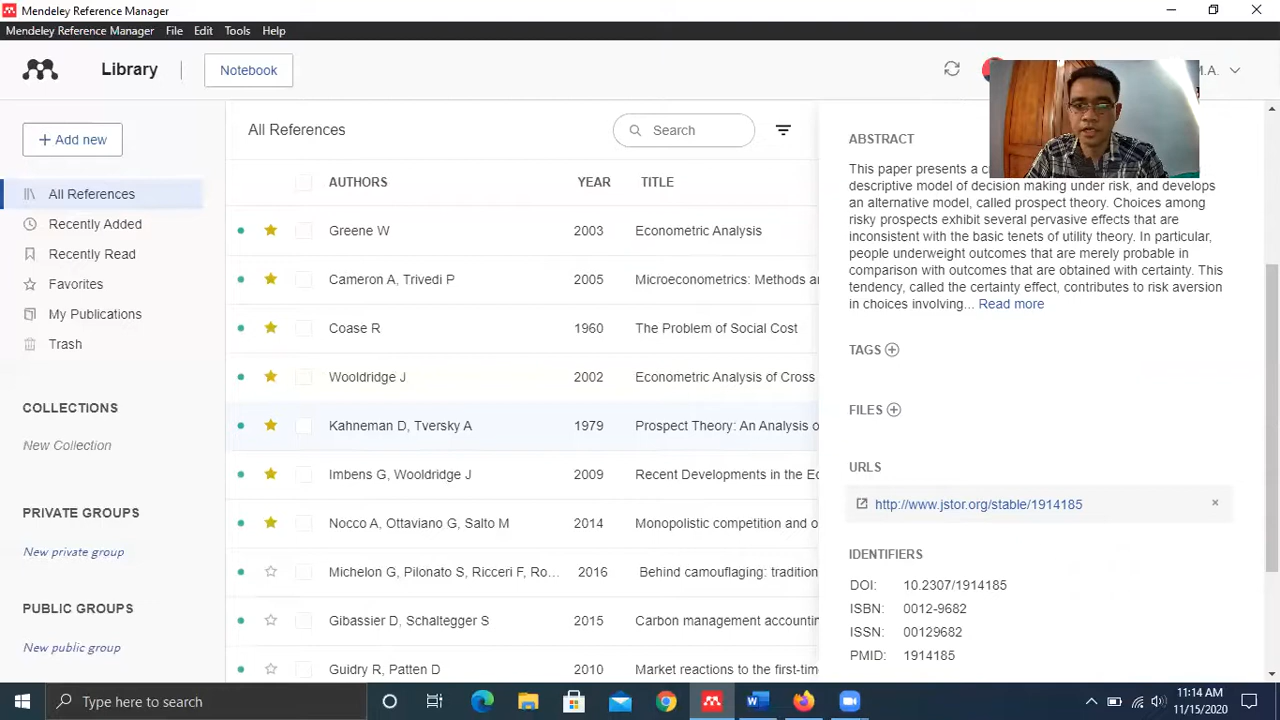 Mendeley Reference Manager
Mendeley Reference Manager File Edit Tools Help
Library Notebook
M.A.
Add new
All References
Recently Added
Recently Read
Favorites
My Publications
Trash
COLLECTIONS
New Collection
PRIVATE GROUPS
New private group
PUBLIC GROUPS
New public group
All References
Search
AUTHORS YEAR TITLE
Greene W 2003 Econometric Analysis
Cameron A, Trivedi P 2005 Microeconometrics: Methods a
Coase R 1960 The Problem of Social Cost
Wooldridge J 2002 Econometric Analysis of Cross
Kahneman D, Tversky A 1979 Prospect Theory: An Analysis o
Imbens G, Wooldridge J 2009 Recent Developments in the Ec
Nocco A, Ottaviano G, Salto M 2014 Monopolistic competition and o
Michelon G, Pilonato S, Ricceri F, Ro... 2016 Behind camouflaging: tradition
Gibassier D, Schaltegger S 2015 Carbon management accountin
Guidry R, Patten D 2010 Market reactions to the first-tim
ABSTRACT
This paper presents a c
descriptive model of decision making under risk, and develops
an alternative model, called prospect theory. Choices among
risky prospects exhibit several pervasive effects that are
inconsistent with the basic tenets of utility theory. In particular,
people underweight outcomes that are merely probable in
comparison with outcomes that are obtained with certainty. This
tendency, called the certainty effect, contributes to risk aversion
in choices involving... Read more
TAGS
FILES
URLS
http://www.jstor.org/stable/1914185
IDENTIFIERS
DOI: 10.2307/1914185
ISBN: 0012-9682
ISSN: 00129682
PMID: 1914185
Type here to search
11:14 AM
11/15/2020